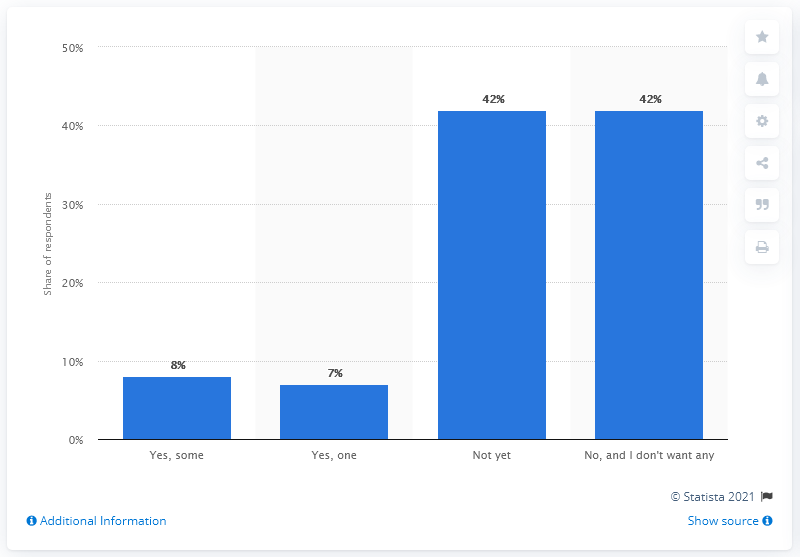 50%
40%
30%
20%
10%
0%
Share of respondents
8%
7%
42%
42%
Yes, some
Yes, one
Not yet
No, and I don't want any
© Statista 2021
Additional Information
Show source